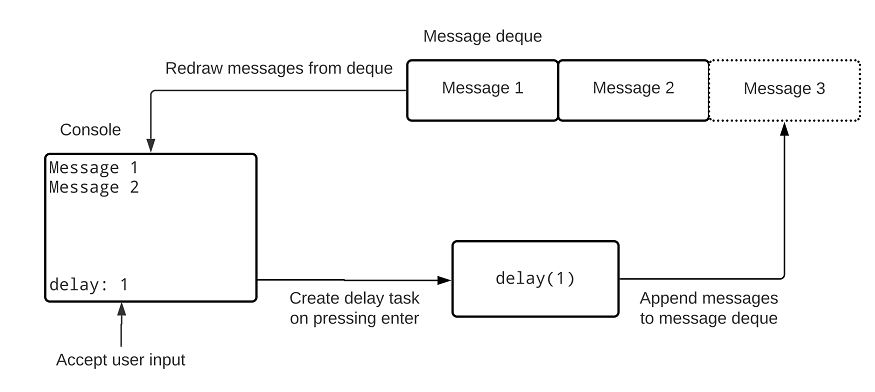 Message deque
Redraw messages from deque
Message 1
Message 2
Message 3
Console
Message 1
Message 2
delay: 1
delay(1)
Create delay task
on pressing enter
Append messages
to message deque
Accept user input